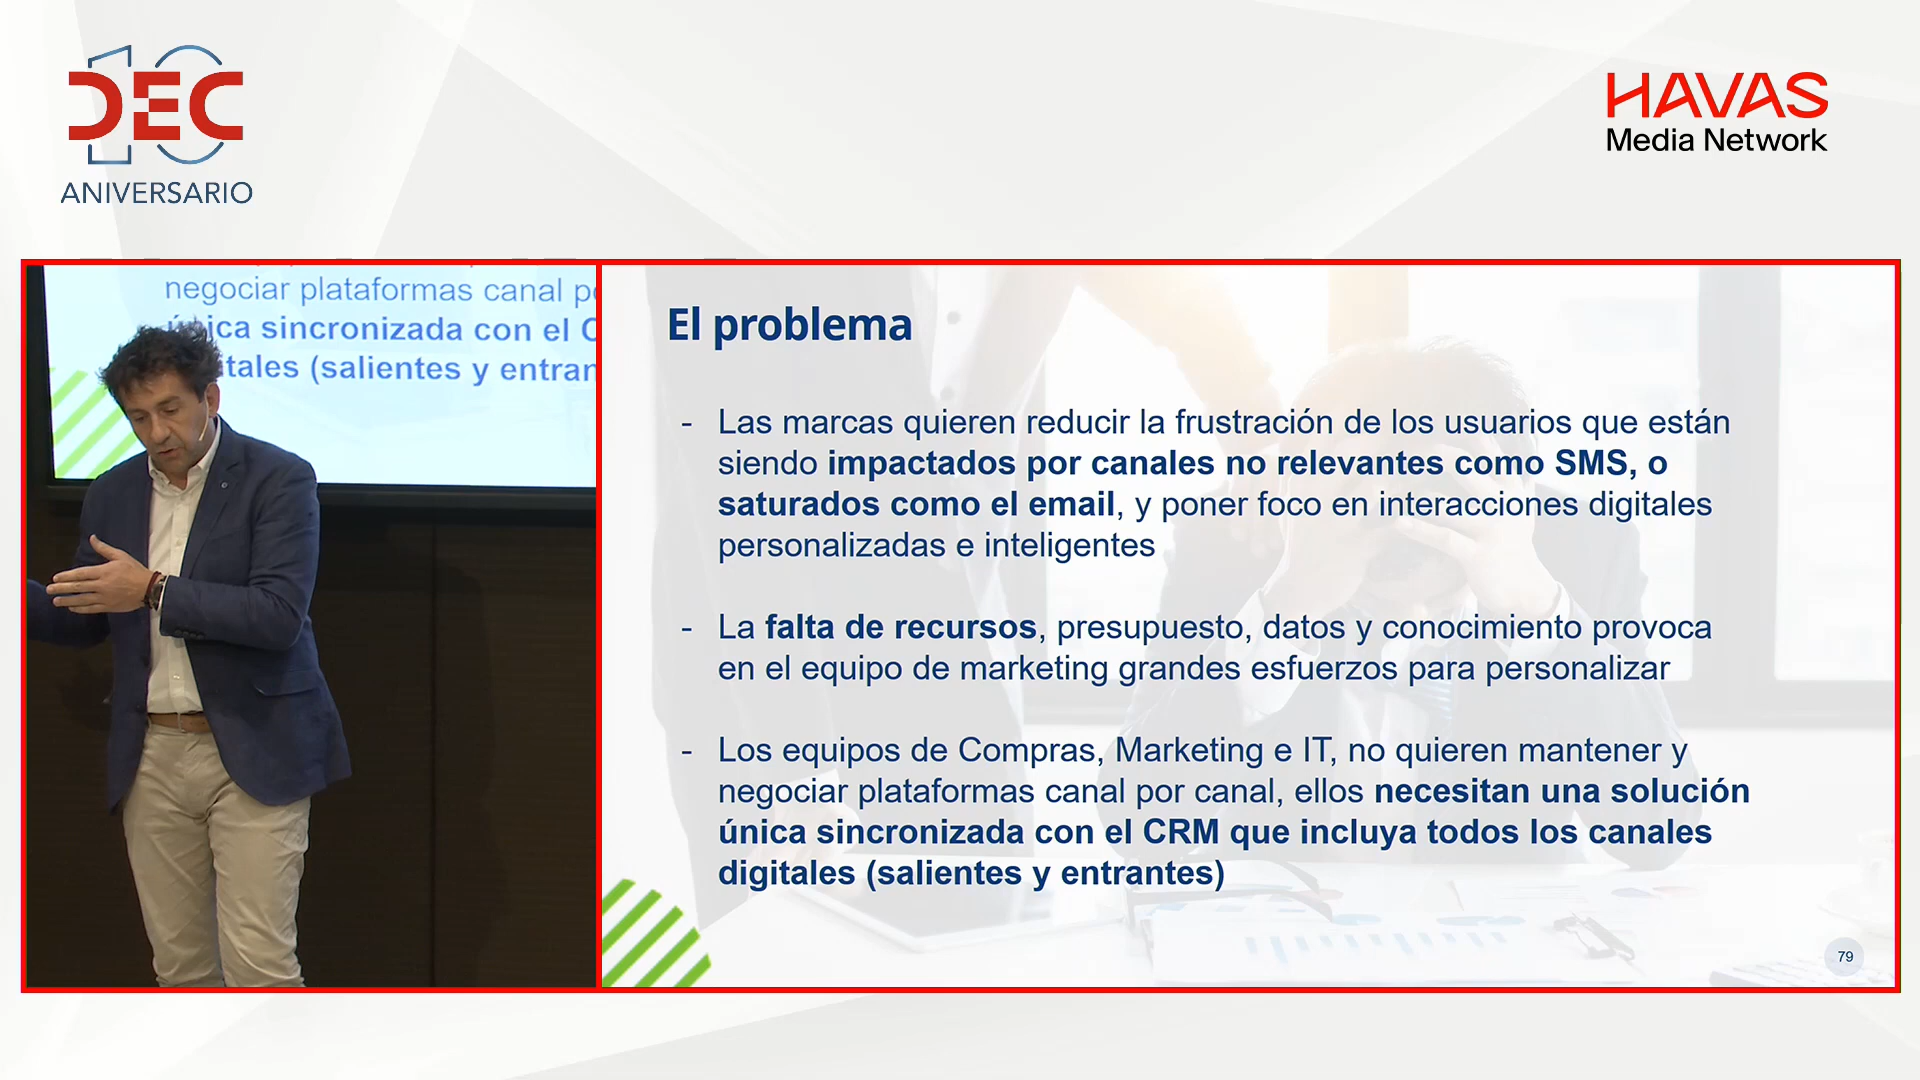 10
DEC
ANIVERSARIO
HAVAS
Media Network
negociar plataformas canal
única sincronizada con el
(salientes y
El problema
- Las marcas quieren reducir la frustración de los usuarios que están
siendo impactados por canales no relevantes como SMS, o
saturados como el email, y poner foco en interacciones digitales
personalizadas e inteligentes
- La falta de recursos, presupuesto, datos y conocimiento provoca
en el equipo de marketing grandes esfuerzos para personalizar
- Los equipos de Compras, Marketing e IT, no quieren mantener y
negociar plataformas canal por canal, ellos necesitan una solución
única sincronizada con el CRM que incluya todos los canales
digitales (salientes y entrantes)
79